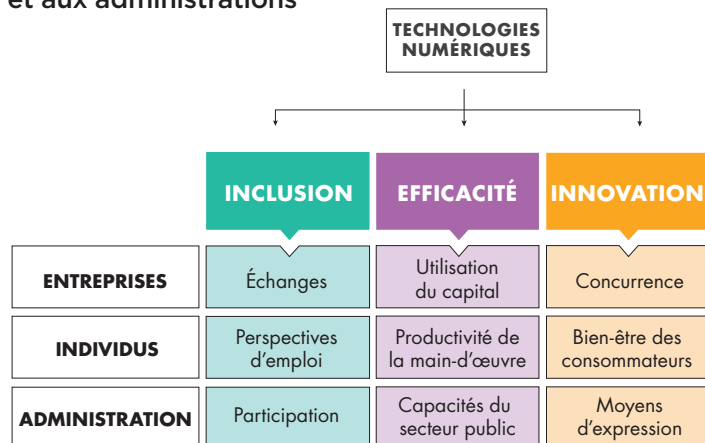 et aux administrations
TECHNOLOGIES
NUMÉRIQUES
INCLUSION
EFFICACITÉ
INNOVATION
ENTREPRISES
Échanges
Utilisation
du capital
Concurrence
INDIVIDUS
Perspectives
d'emploi
Productivité de
la main-d'œuvre
Bien-être des
consommateurs
ADMINISTRATION
Participation
Capacités du
secteur public
Moyens
d'expression